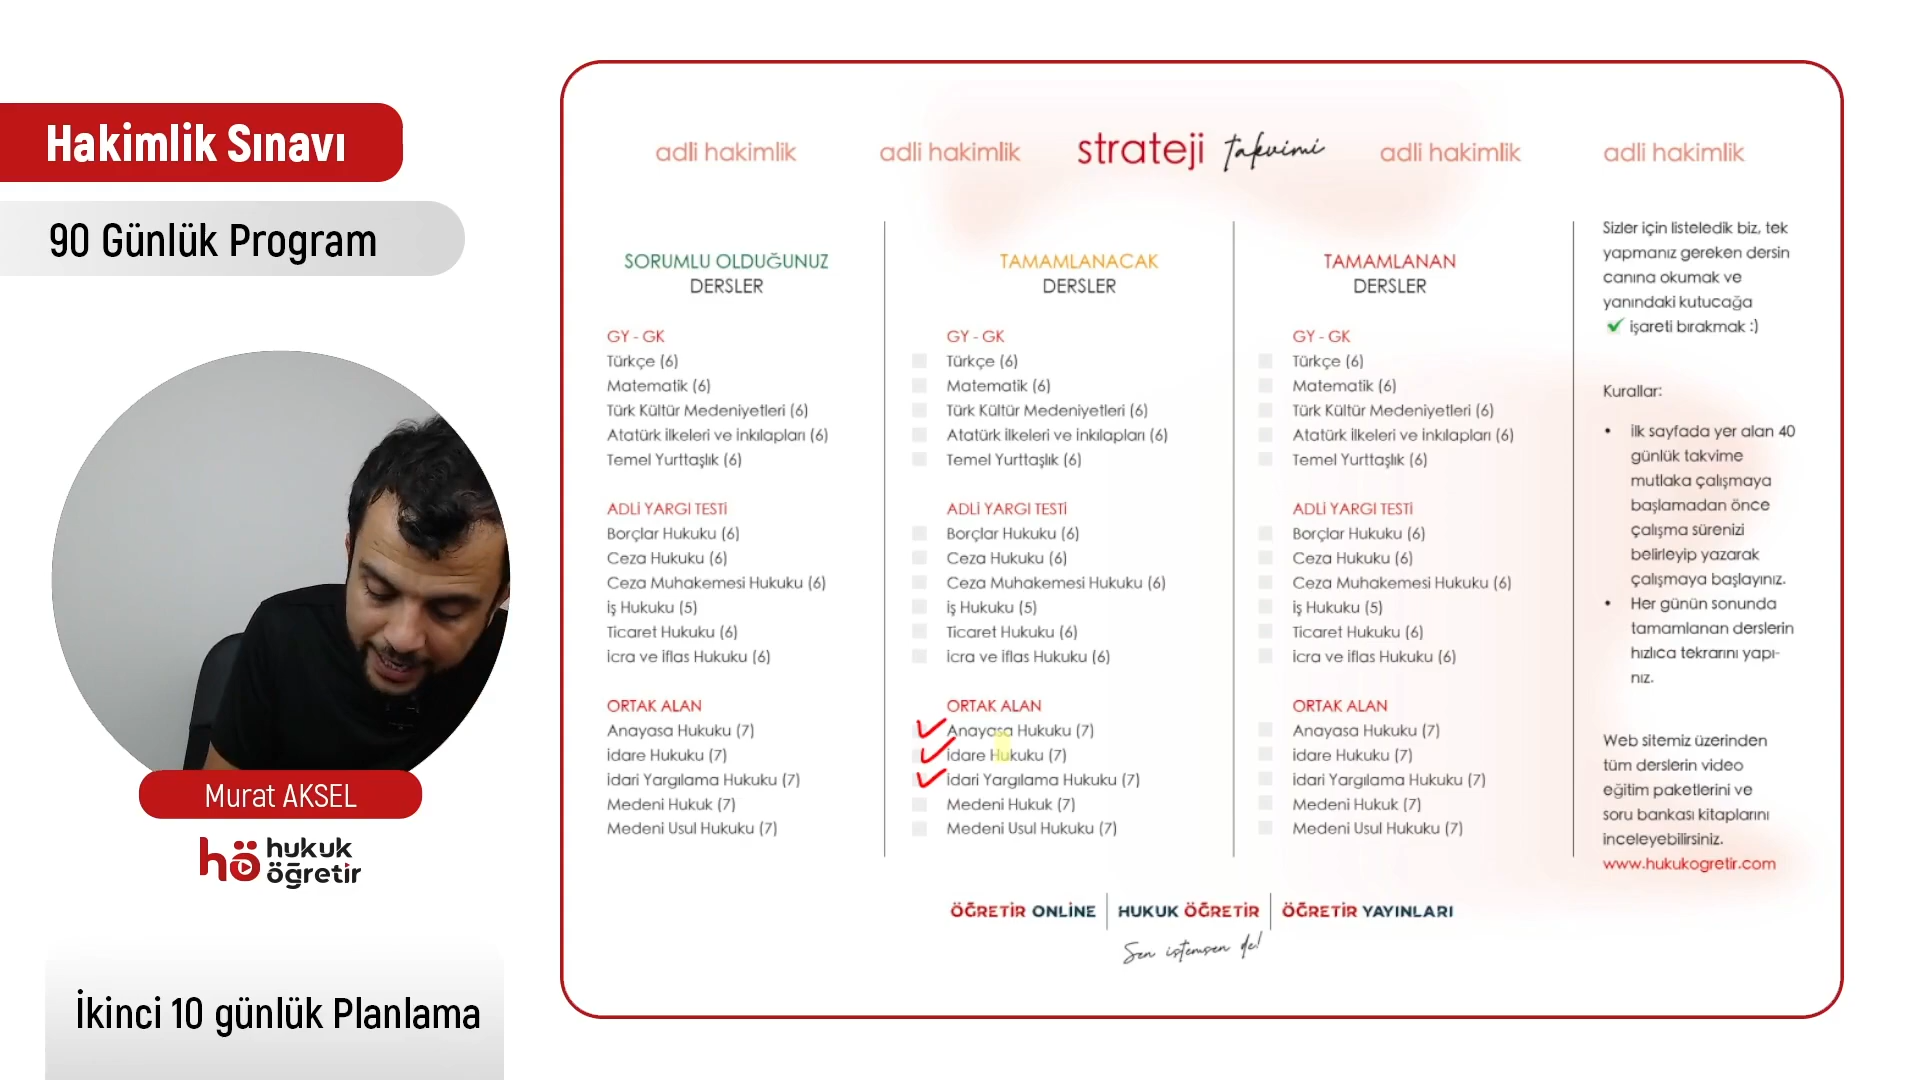 Hakimlik Sınavı
90 Günlük Program
Murat AKSEL
hö hukuk
öğretir
İkinci 10 günlük Planlama
adli hakimlik adli hakimlik strateji takvimi adli hakimlik adli hakimlik
SORUMLU OLDUĞUNUZ
DERSLER
GY - GK
Türkçe (6)
Matematik (6)
Türk Kültür Medeniyetleri (6)
Atatürk İlkeleri ve İnkılapları (6)
Temel Yurttaşlık (6)
ADLİ YARGI TESTİ
Borçlar Hukuku (6)
Ceza Hukuku (6)
Ceza Muhakemesi Hukuku (6)
İş Hukuku (5)
Ticaret Hukuku (6)
İcra ve İflas Hukuku (6)
ORTAK ALAN
Anayasa Hukuku (7)
İdare Hukuku (7)
İdari Yargılama Hukuku (7)
Medeni Hukuk (7)
Medeni Usul Hukuku (7)
TAMAMLANACAK
DERSLER
GY - GK
Türkçe (6)
Matematik (6)
Türk Kültür Medeniyetleri (6)
Atatürk İlkeleri ve İnkılapları (6)
Temel Yurttaşlık (6)
ADLİ YARGI TESTİ
Borçlar Hukuku (6)
Ceza Hukuku (6)
Ceza Muhakemesi Hukuku (6)
İş Hukuku (5)
Ticaret Hukuku (6)
İcra ve İflas Hukuku (6)
ORTAK ALAN
Anayasa Hukuku (7)
İdare Hukuku (7)
İdari Yargılama Hukuku (7)
Medeni Hukuk (7)
Medeni Usul Hukuku (7)
TAMAMLANAN
DERSLER
GY - GK
Türkçe (6)
Matematik (6)
Türk Kültür Medeniyetleri (6)
Atatürk İlkeleri ve İnkılapları (6)
Temel Yurttaşlık (6)
ADLİ YARGI TESTİ
Borçlar Hukuku (6)
Ceza Hukuku (6)
Ceza Muhakemesi Hukuku (6)
İş Hukuku (5)
Ticaret Hukuku (6)
İcra ve İflas Hukuku (6)
ORTAK ALAN
Anayasa Hukuku (7)
İdare Hukuku (7)
İdari Yargılama Hukuku (7)
Medeni Hukuk (7)
Medeni Usul Hukuku (7)
Sizler için listeledik biz, tek
yapmanız gereken dersin
canına okumak ve
yanındaki kutucağa
✔ işareti bırakmak :)
Kurallar:
• İlk sayfada yer alan 40
günlük takvime
mutlaka çalışmaya
başlamadan önce
çalışma sürenizi
belirleyip yazarak
çalışmaya başlayınız.
• Her günün sonunda
tamamlanan derslerin
hızlıca tekrarını yapı-
nız.
Web sitemiz üzerinden
tüm derslerin video
eğitim paketlerini ve
soru bankası kitaplarını
inceleyebilirsiniz.
www.hukukogretir.com
ÖĞRETİR ONLİNE | HUKUK ÖĞRETİR | ÖĞRETİR YAYINLARI
Sen istemsen de!